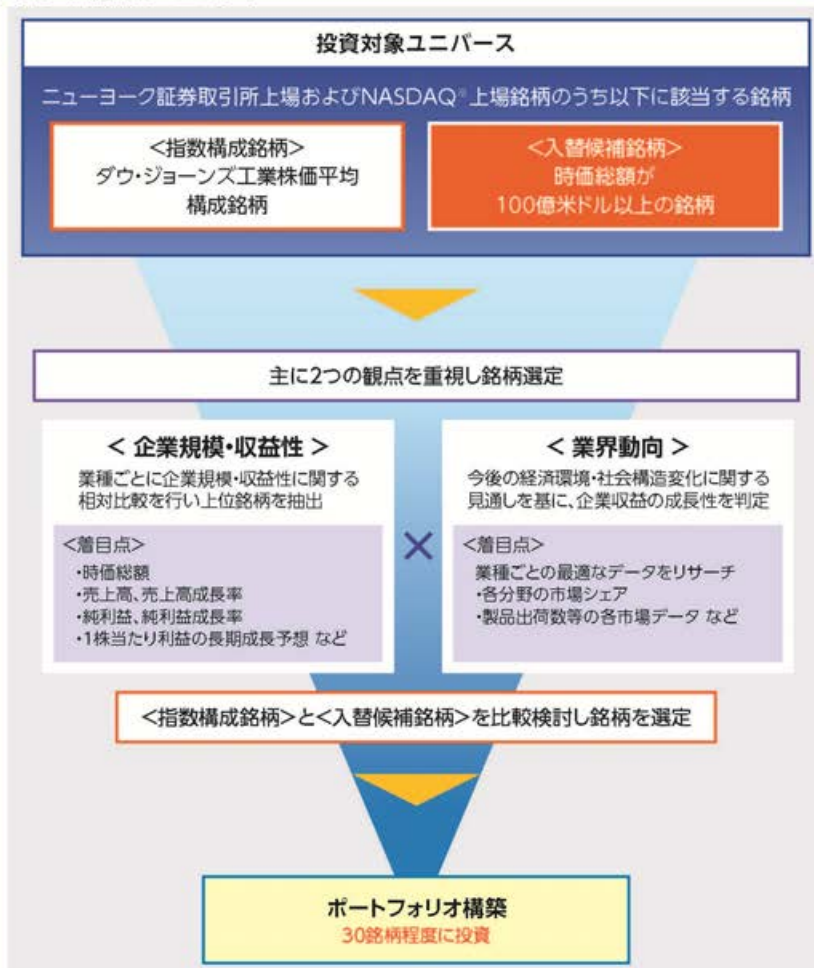 投資対象ユニバース
ニューヨーク証券取引所上場およびNASDAQ®上場銘柄のうち以下に該当する銘柄
<指数構成銘柄>
ダウ・ジョーンズ工業株価平均
構成銘柄
<入替候補銘柄>
時価総額が
100億米ドル以上の銘柄
主に2つの観点を重視し銘柄選定
< 企業規模・収益性 >
業種ごとに企業規模・収益性に関する
相対比較を行い上位銘柄を抽出
<着目点>
・時価総額
・売上高、売上高成長率
・純利益、純利益成長率
・1株当たり利益の長期成長予想 など
×
< 業界動向 >
今後の経済環境・社会構造変化に関する
見通しを基に、企業収益の成長性を判定
<着目点>
業種ごとの最適なデータをリサーチ
・各分野の市場シェア
・製品出荷数等の各市場データ など
<指数構成銘柄>と<入替候補銘柄>を比較検討し銘柄を選定
ポートフォリオ構築
30銘柄程度に投資